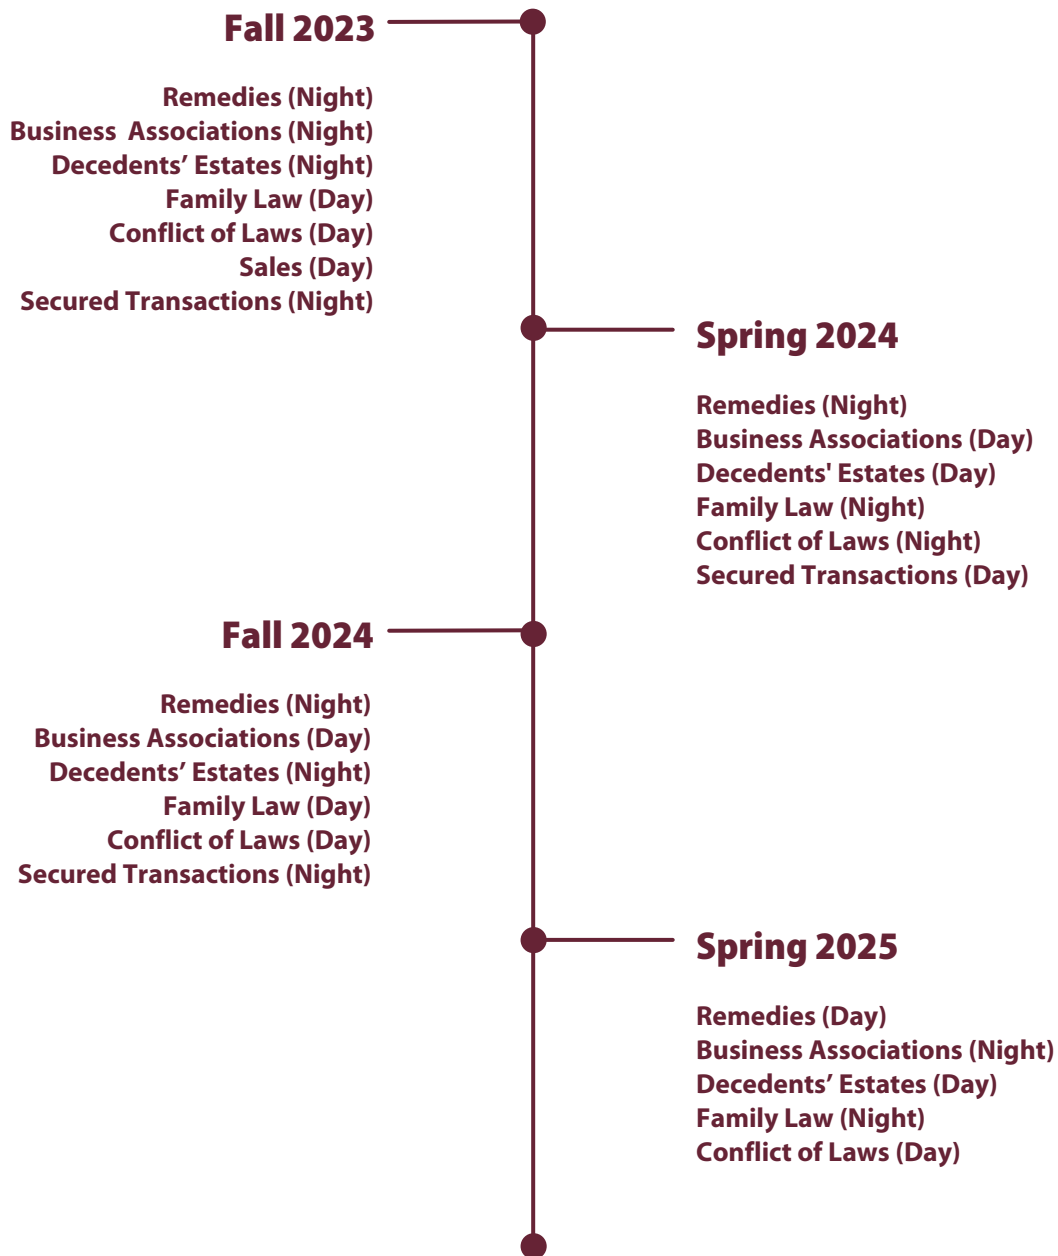 Fall 2023
Remedies (Night)
Business  Associations (Night)
Decedents’ Estates (Night)
Family Law (Day)
Conflict of Laws (Day)
Sales (Day)
Secured Transactions (Night)
Spring 2024
Remedies (Night)
Business Associations (Day)
Decedents' Estates (Day)
Family Law (Night)
Conflict of Laws (Night)
Secured Transactions (Day)
Fall 2024
Remedies (Night)
Business Associations (Day)
Decedents’ Estates (Night)
Family Law (Day)
Conflict of Laws (Day)
Secured Transactions (Night)
Spring 2025
Remedies (Day)
Business Associations (Night)
Decedents’ Estates (Day)
Family Law (Night)
Conflict of Laws (Day)